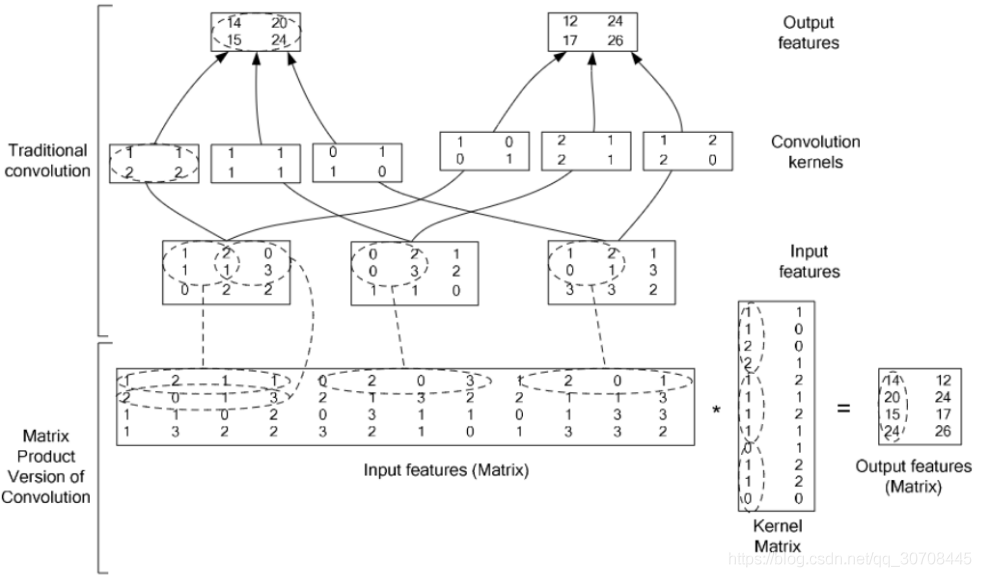 14 20 12 24 Output
15 24 17 26 features
Traditional
convolution
1 1 1 1 0 1 1 0 2 1 1 2 Convolution
2 2 1 1 1 0 0 1 2 1 2 0 kernels
1 2 0 0 2 1 1 2 1 Input
1 1 3 0 3 2 0 1 3 features
0 2 2 1 1 0 3 3 2
Matrix
Product
Version of
Convolution
1 2 1 1 0 2 0 3 1 2 0 1
2 0 1 3 2 1 3 2 2 1 1 3
1 1 0 2 0 3 1 1 0 1 3 3
1 3 2 2 3 2 1 0 1 3 3 2
Input features (Matrix)
*
1 1
1 0
2 0
2 1
1 2
1 1
1 2
1 1
0 1
1 2
1 2
0 0
Kernel
Matrix
=
14 12
20 24
15 17
24 26
Output features
(Matrix)
https://blog.csdn.net/qq_30708445